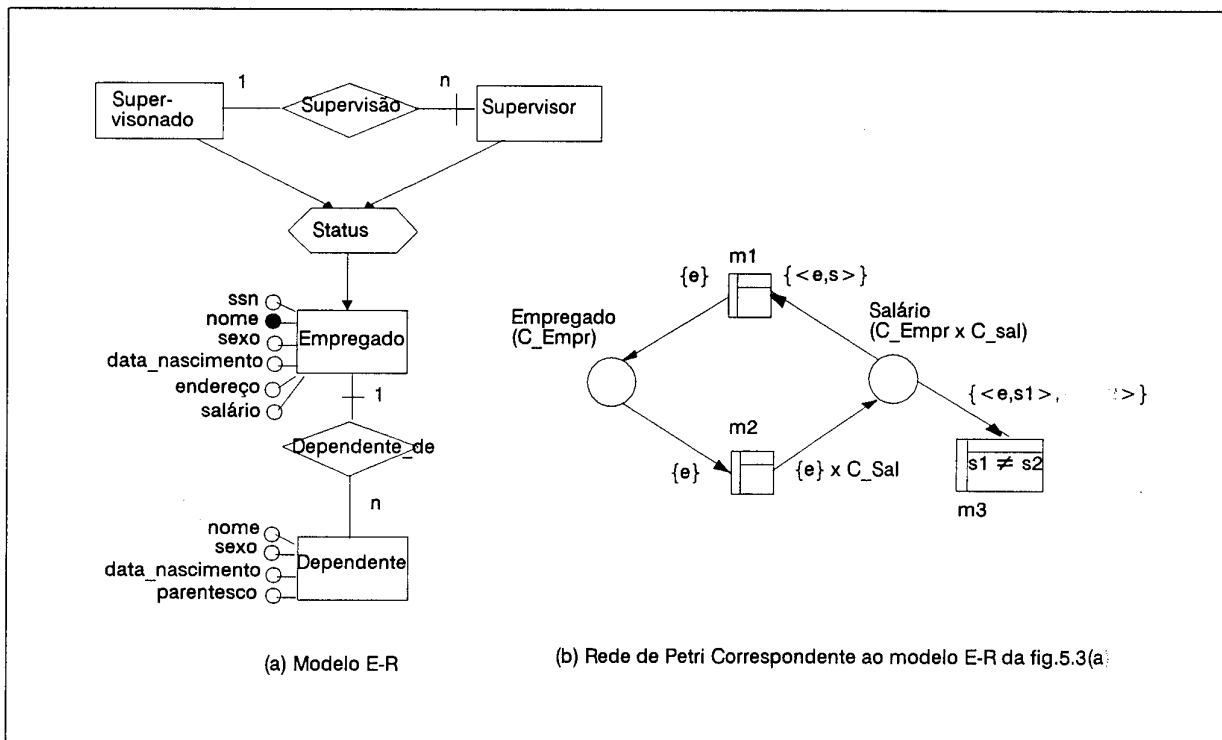 1
n
Super-
visonado
Supervisão
Supervisor
Status
ssn
nome
sexo
data_nascimento
endereço
salário
Empregado
1
Dependente_de
n
nome
sexo
data_nascimento
parentesco
Dependente
(a) Modelo E-R
m1
{e}
{<e,s>}
Empregado
(C_Empr)
Salário
(C_Empr x C_sal)
{<e,s1>, >}
m2
{e}
{e} x C_Sal
s1 ≠ s2
m3
(b) Rede de Petri Correspondente ao modelo E-R da fig.5.3(a)